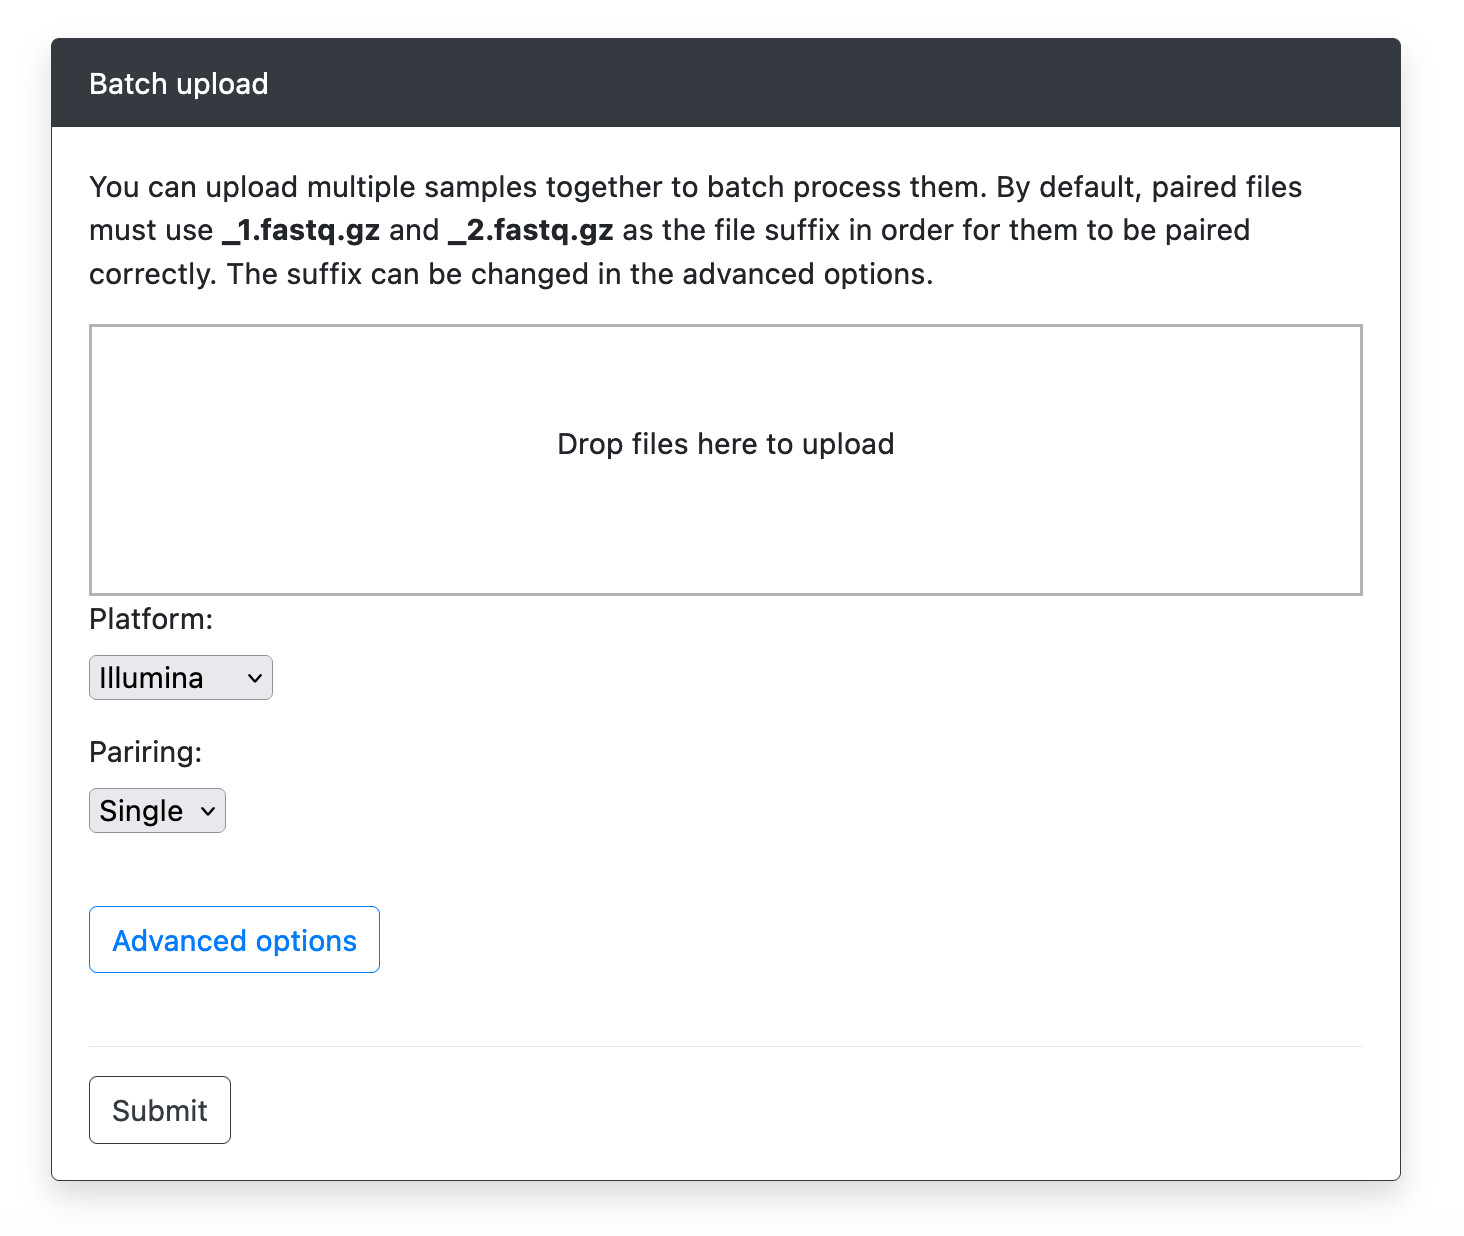 Batch upload
You can upload multiple samples together to batch process them. By default, paired files
must use _1.fastq.gz and _2.fastq.gz as the file suffix in order for them to be paired
correctly. The suffix can be changed in the advanced options.
Drop files here to upload
Platform:
Illumina
Pariring:
Single
Advanced options
Submit